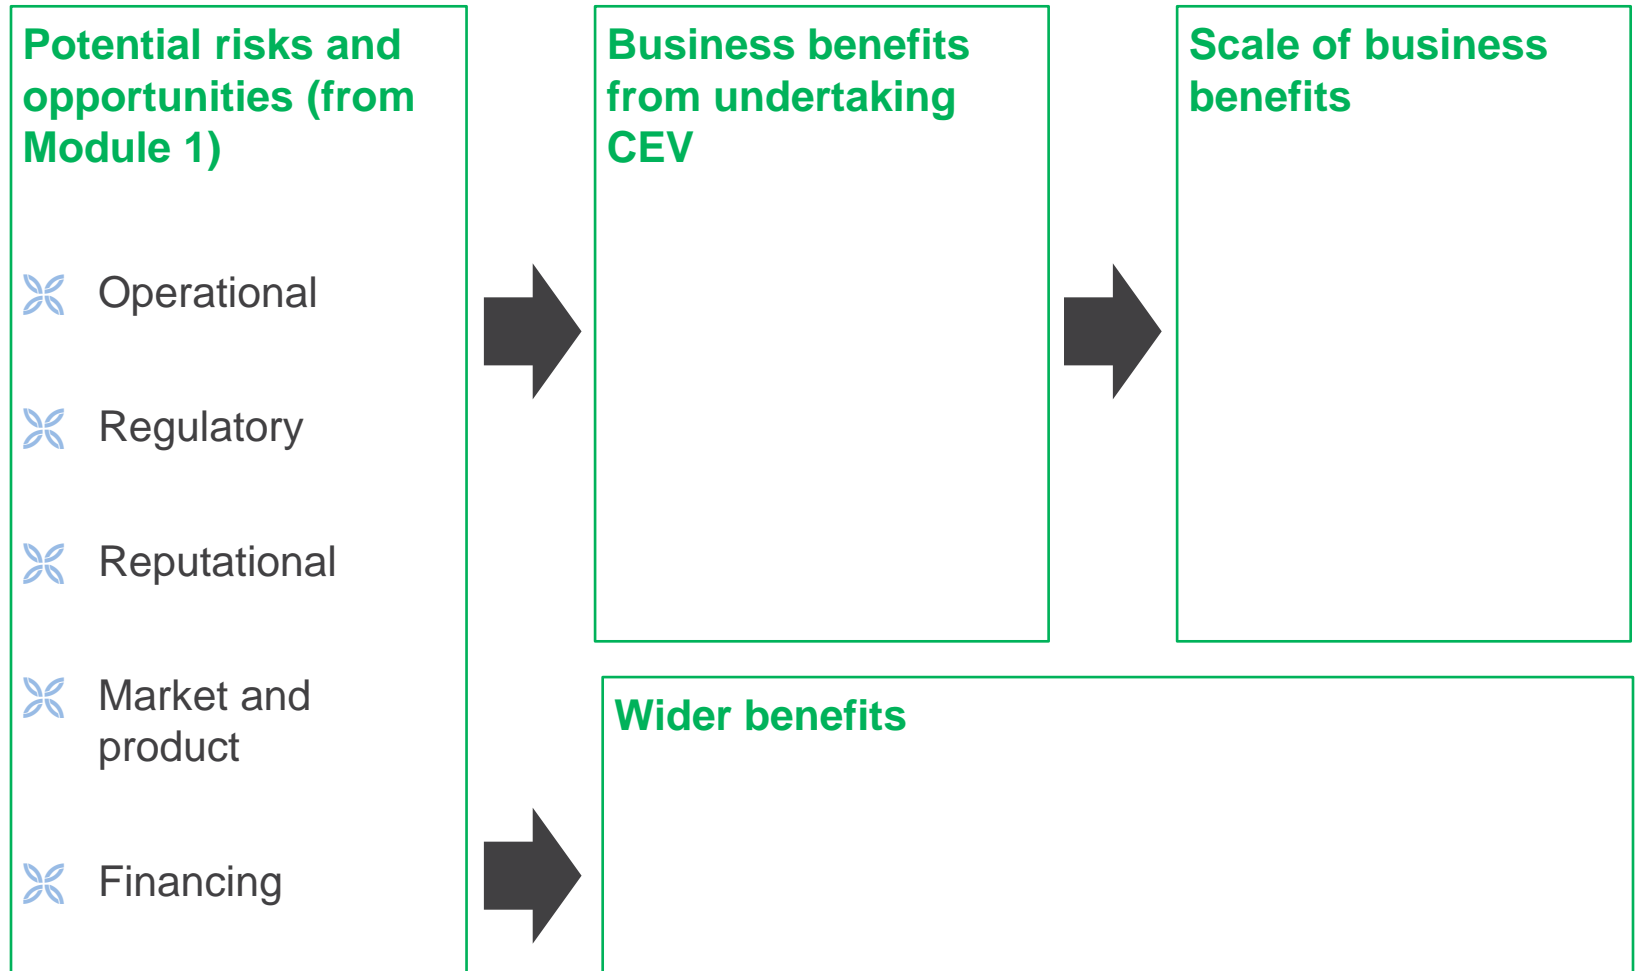 Potential risks and
opportunities (from
Module 1)
Operational
Regulatory
Reputational
Market and
product
Financing
Business benefits
from undertaking
CEV
Scale of business
benefits
Wider benefits